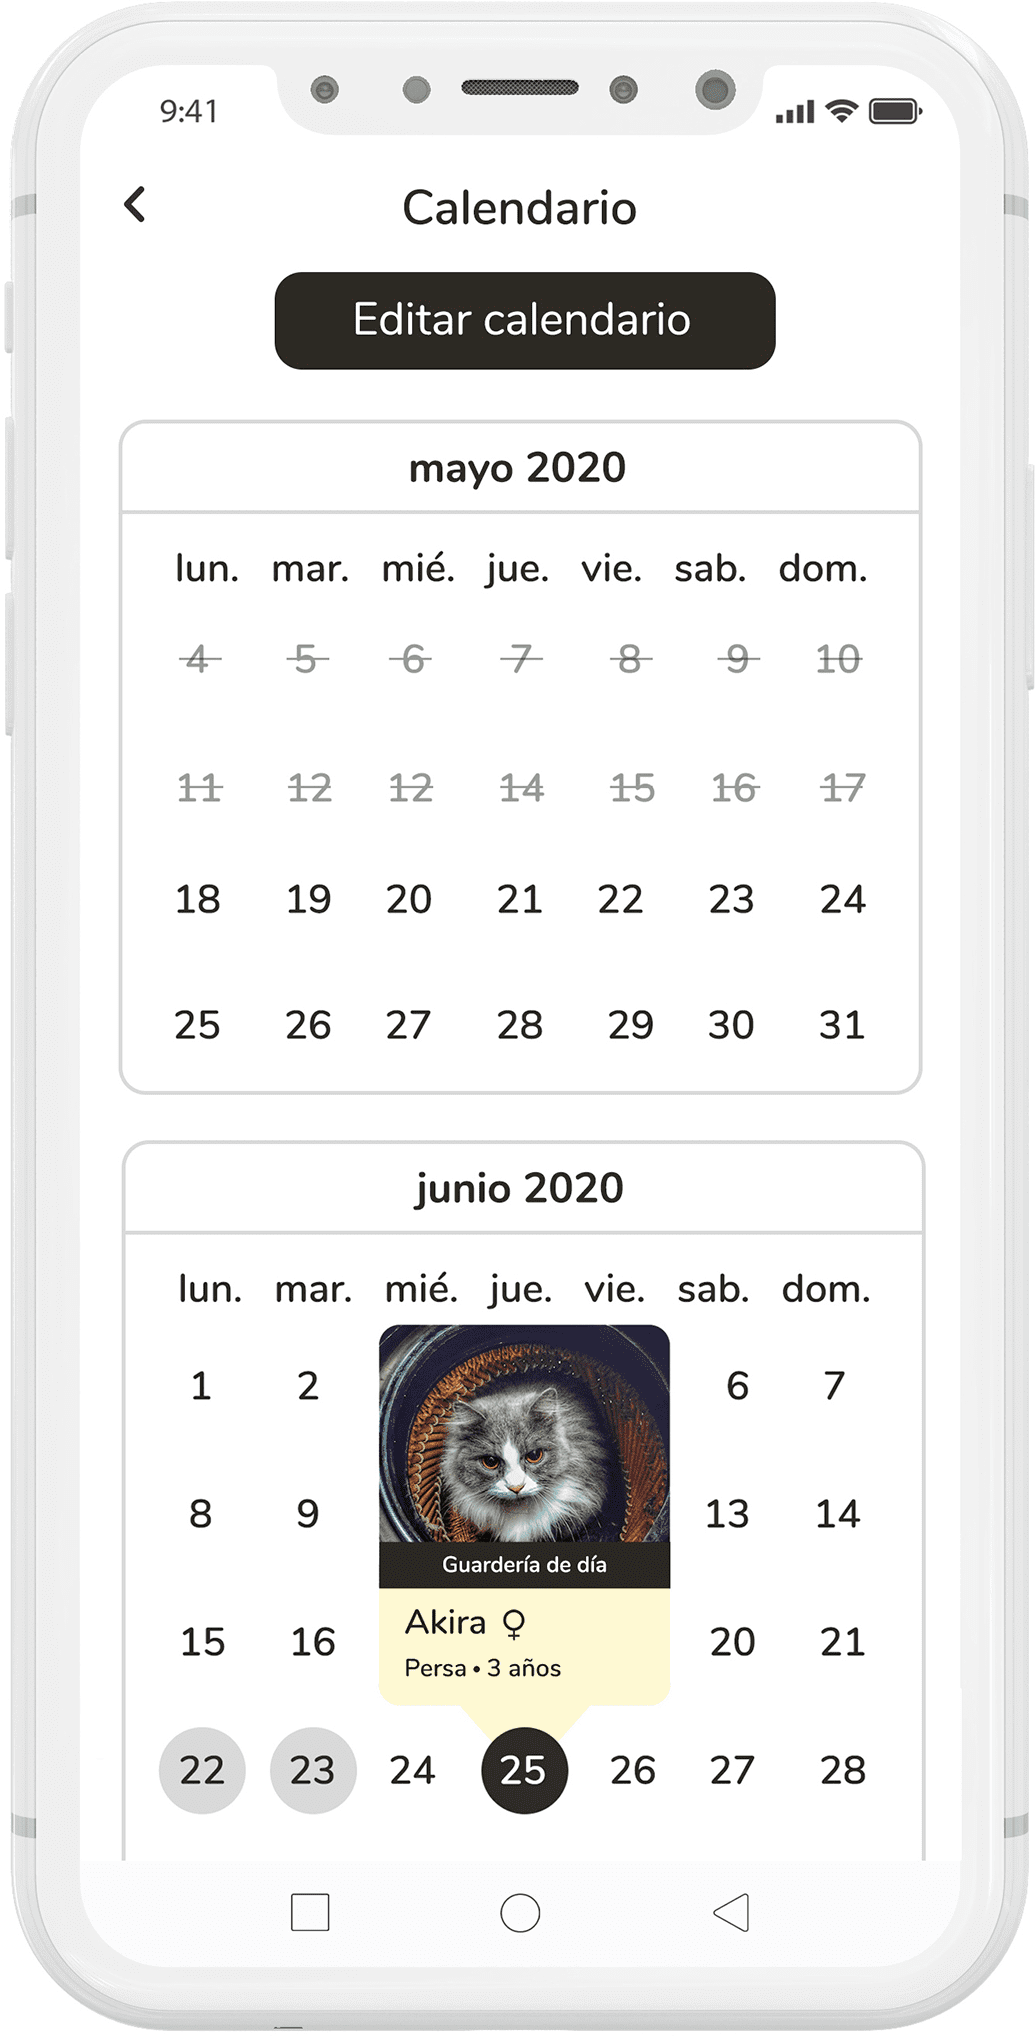 9:41
Calendario
Editar calendario
mayo 2020
lun. mar. mié. jue. vie. sab. dom.
4 5 6 7 8 9 10
11 12 12 14 15 16 17
18 19 20 21 22 23 24
25 26 27 28 29 30 31
junio 2020
lun. mar. mié. jue. vie. sab. dom.
1 2 6 7
8 9 13 14
Guardería de día
Akira ♀
15 16 20 21
Persa • 3 años
22 23 24 25 26 27 28